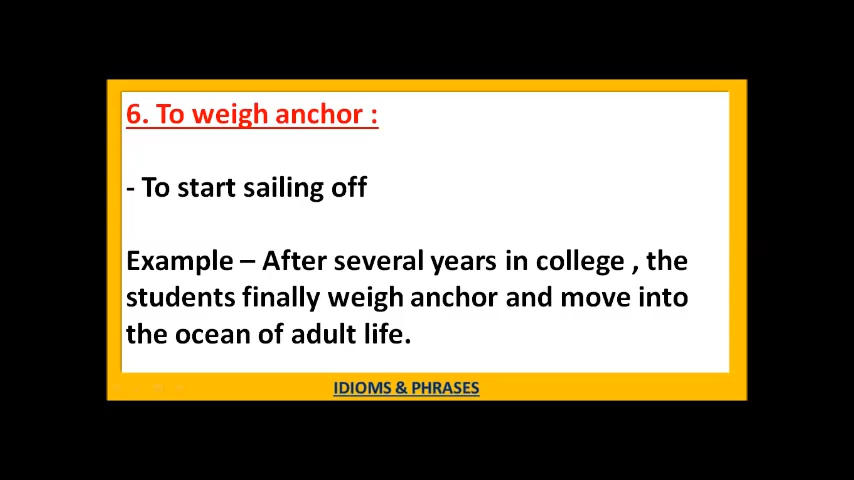 6. To weigh anchor :
- To start sailing off
Example – After several years in college , the
students finally weigh anchor and move into
the ocean of adult life.
IDIOMS & PHRASES